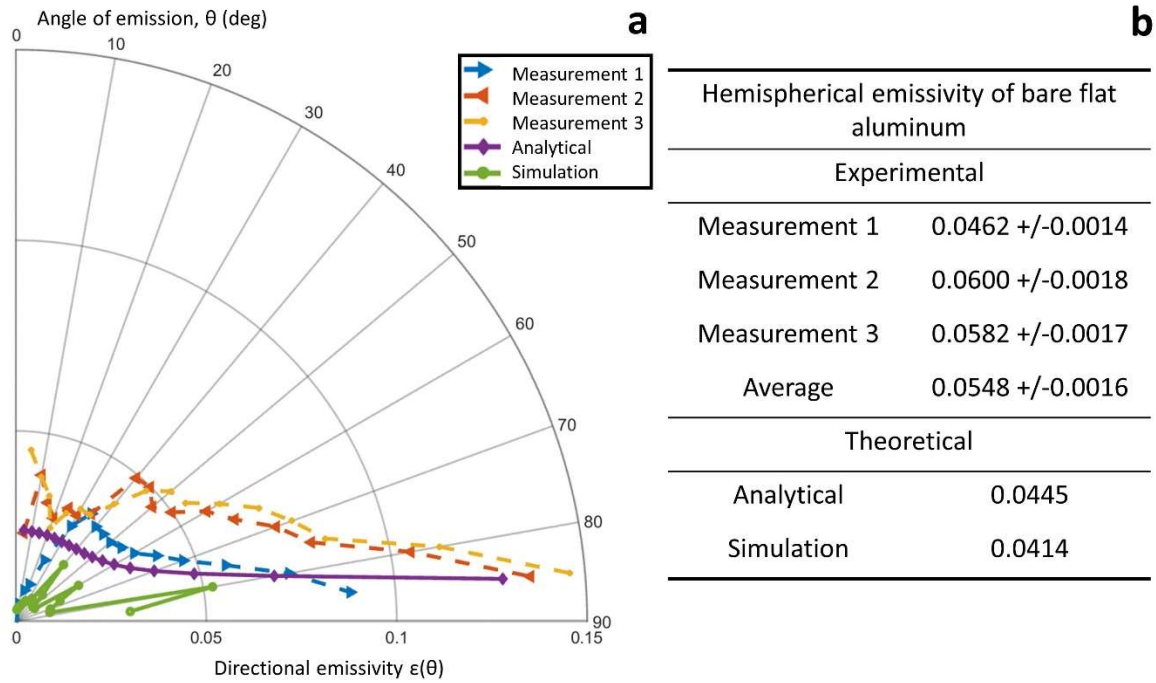 Angle of emission, θ (deg)
a
0
10
20
30
40
50
60
70
80
90
Measurement 1
Measurement 2
Measurement 3
Analytical
Simulation
0
0.05
0.1
0.15
Directional emissivity ε(θ)
b
Hemispherical emissivity of bare flat
aluminum
Experimental
Measurement 1 0.0462 +/-0.0014
Measurement 2 0.0600 +/-0.0018
Measurement 3 0.0582 +/-0.0017
Average 0.0548 +/-0.0016
Theoretical
Analytical 0.0445
Simulation 0.0414